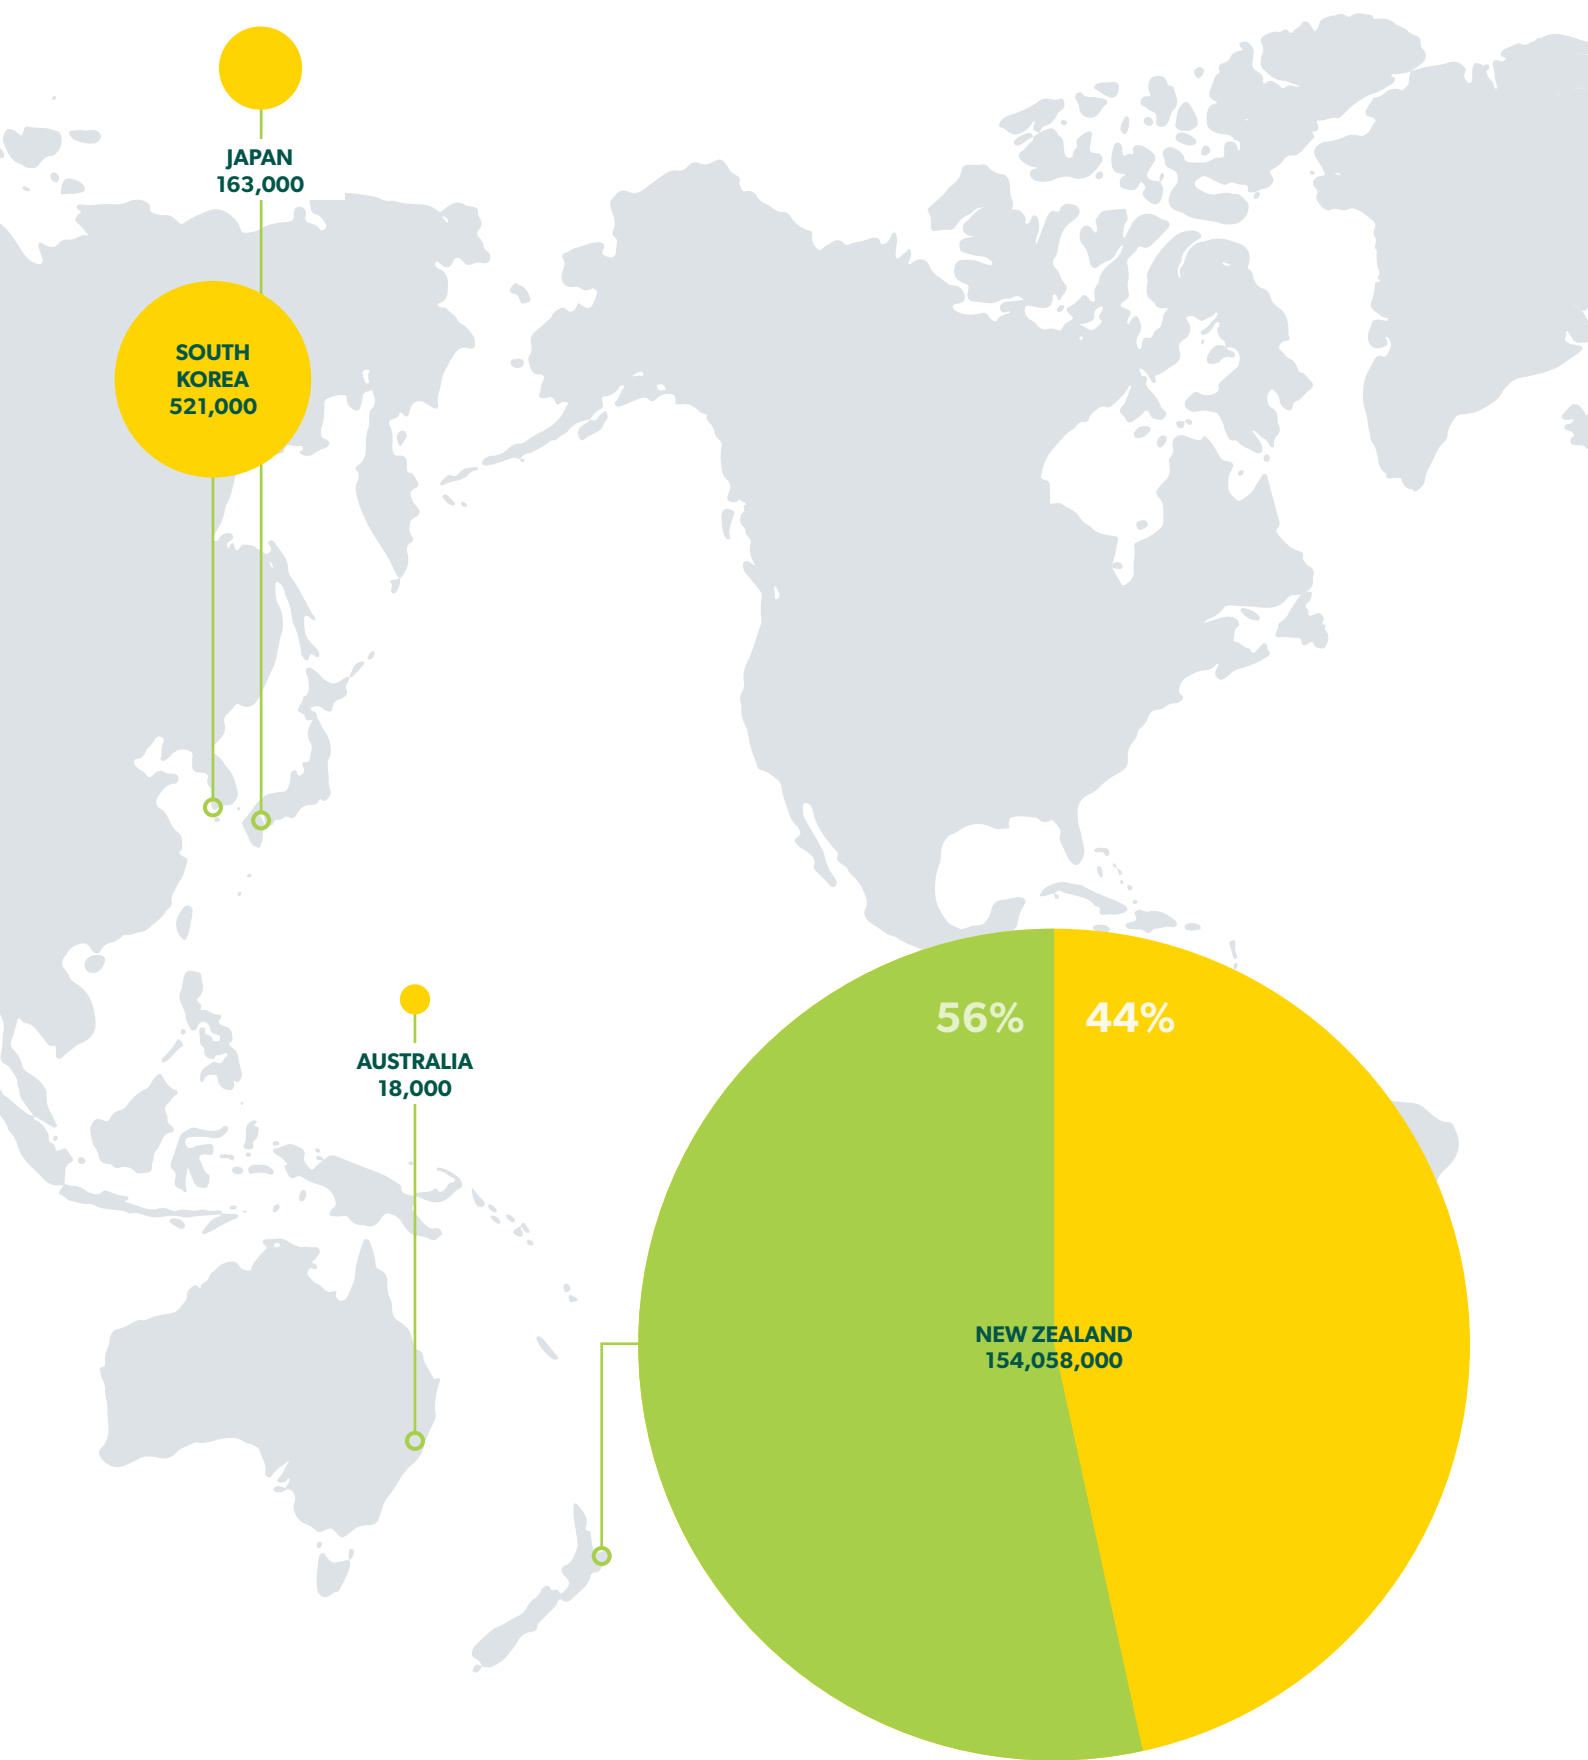 JAPAN
163,000
SOUTH
KOREA
521,000
56% 44%
AUSTRALIA
18,000
NEW ZEALAND
154,058,000